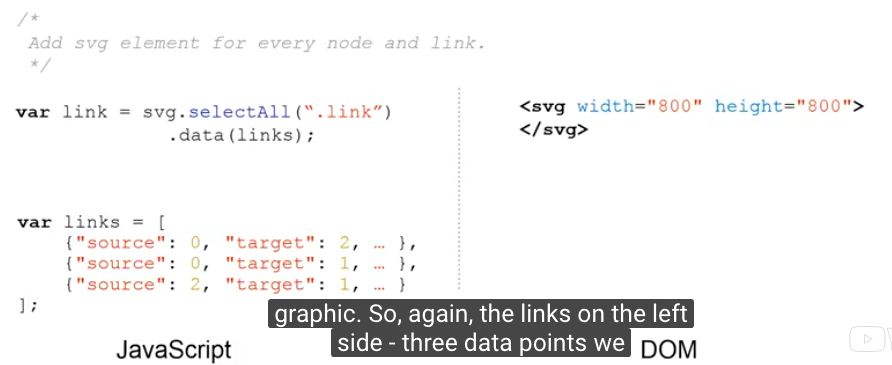 /*
Add svg element for every node and link.
*/
var link = svg.selectAll(“.link”)
.data(links);
<svg width="800" height="800">
</svg>
var links = [
{"source": 0, "target": 2, … },
{"source": 0, "target": 1, … },
{"source": 2, "target": 1, … }
];
graphic. So, again, the links on the left
side - three data points we
JavaScript
DOM